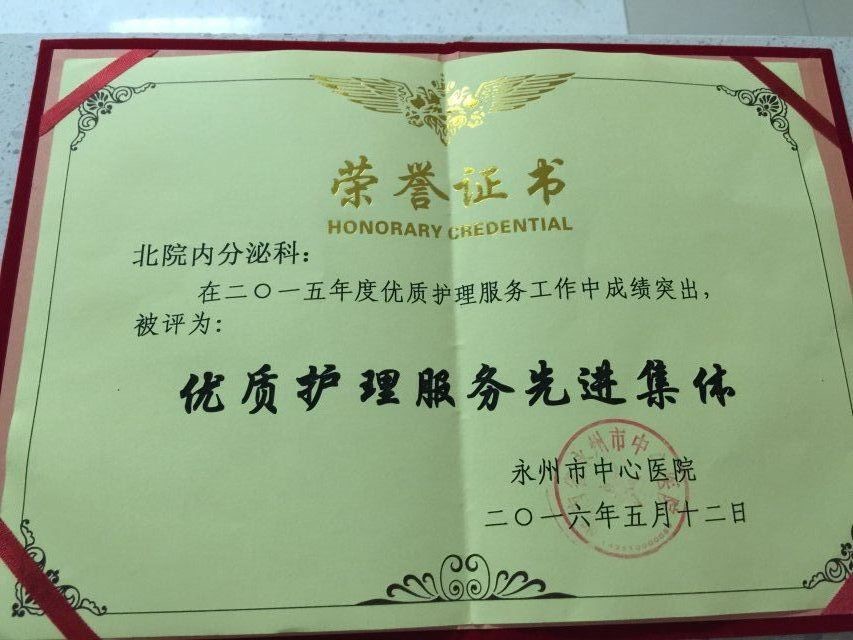 荣誉证书
HONORARY CREDENTIAL
北院内分泌科：
在二〇一五年度优质护理服务工作中成绩突出，
被评为：
优质护理服务先进集体
永州市中心医院
二〇一六年五月十二日